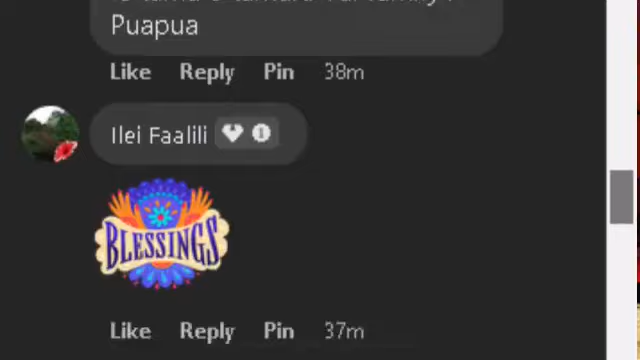 Puapua
Like Reply Pin 38m
Ilei Faalili
BLESSINGS
Like Reply Pin 37m